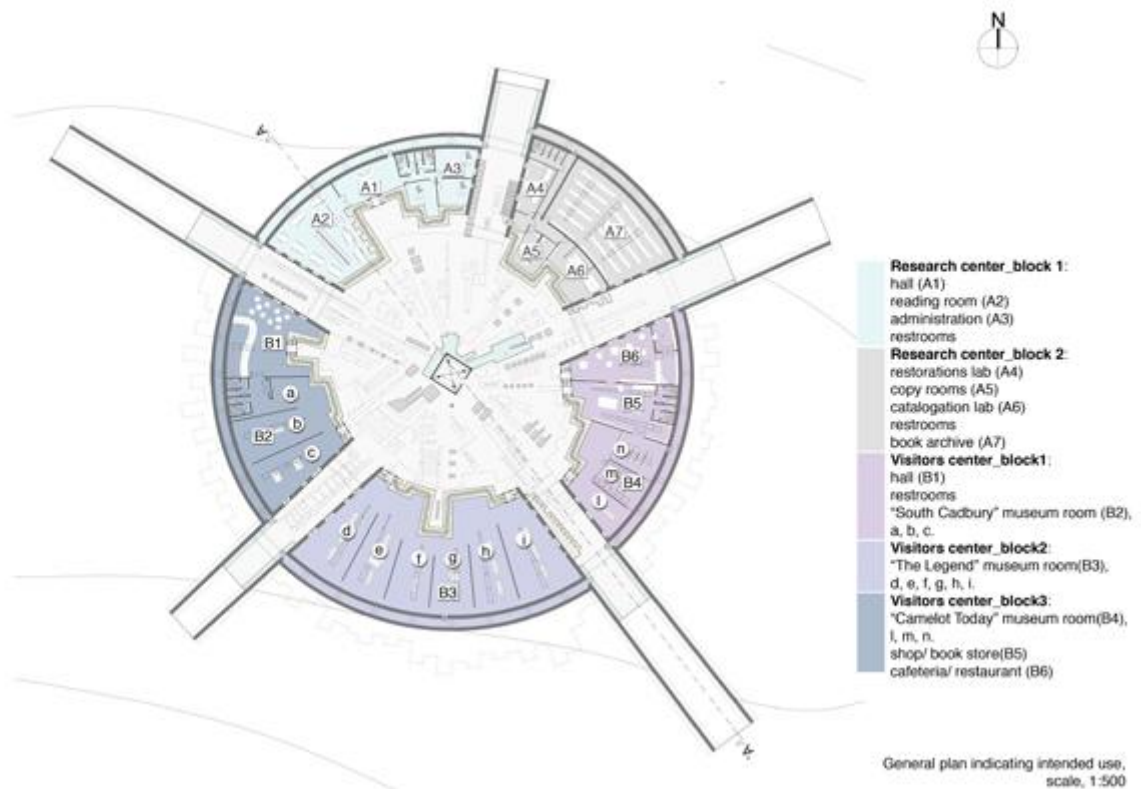 N
A'
A3
A1
A4
A2
A7
A5
A6
B1
B6
a
B5
B2
b
n
c
m
B4
l
d
i
e
h
f
g
B3
A'
Research center_block 1:
hall (A1)
reading room (A2)
administration (A3)
restrooms
Research center_block 2:
restorations lab (A4)
copy rooms (A5)
catalogation lab (A6)
restrooms
book archive (A7)
Visitors center_block1:
hall (B1)
restrooms
"South Cadbury" museum room (B2),
a, b, c.
Visitors center_block2:
"The Legend" museum room(B3),
d, e, f, g, h, i.
Visitors center_block3:
"Camelot Today" museum room(B4),
l, m, n.
shop/ book store(B5)
cafeteria/ restaurant (B6)
General plan indicating intended use,
scale, 1:500